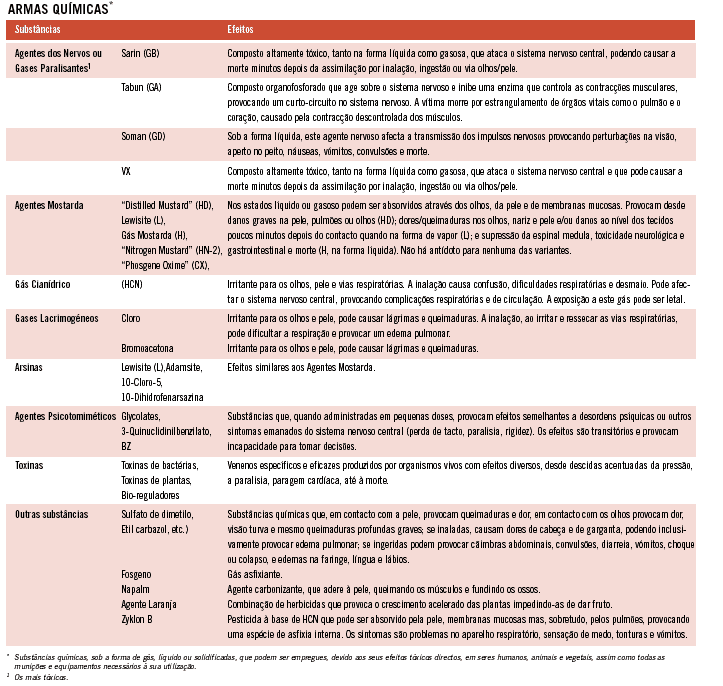 ARMAS QUÍMICAS*
Substâncias Efeitos
Agentes dos Nervos ou Sarin (GB) Composto altamente tóxico, tanto na forma líquida como gasosa, que ataca o sistema nervoso central, podendo causar a
Gases Paralisantes¹ morte minutos depois da assimilação por inalação, ingestão ou via olhos/pele.
Tabun (GA) Composto organofosforado que age sobre o sistema nervoso e inibe uma enzima que controla as contracções musculares,
provocando um curto-circuito no sistema nervoso. A vítima morre por estrangulamento de órgãos vitais como o pulmão e o
coração, causado pela contracção descontrolada dos músculos.
Soman (GD) Sob a forma líquida, este agente nervoso afecta a transmissão dos impulsos nervosos provocando perturbações na visão,
aperto no peito, náuseas, vómitos, convulsões e morte.
VX Composto altamente tóxico, tanto na forma líquida como gasosa, que ataca o sistema nervoso central e que pode causar a
morte minutos depois da assimilação por inalação, ingestão ou via olhos/pele.
Agentes Mostarda “Distilled Mustard” (HD), Nos estados líquido ou gasoso podem ser absorvidos através dos olhos, da pele e de membranas mucosas. Provocam desde
Lewisite (L), danos graves na pele, pulmões ou olhos (HD); dores/queimaduras nos olhos, nariz e pele e/ou danos ao nível dos tecidos
Gás Mostarda (H), poucos minutos depois do contacto quando na forma de vapor (L); e supressão da espinal medula, toxicidade neurológica e
“Nitrogen Mustard” (HN-2), gastrointestinal e morte (H, na forma líquida). Não há antídoto para nenhuma das variantes.
“Phosgene Oxime” (CX),
Gás Cianídrico (HCN) Irritante para os olhos, pele e vias respiratórias. A inalação causa confusão, dificuldades respiratórias e desmaio. Pode afec-
tar o sistema nervoso central, provocando complicações respiratórias e de circulação. A exposição a este gás pode ser letal.
Gases Lacrimogéneos Cloro Irritante para os olhos e pele, pode causar lágrimas e queimaduras. A inalação, ao irritar e ressecar as vias respiratórias,
pode dificultar a respiração e provocar um edema pulmonar.
Bromoacetona Irritante para os olhos e pele, pode causar lágrimas e queimaduras.
Arsinas Lewisite (L),Adamsite, Efeitos similares aos Agentes Mostarda.
10-Cloro-5,
10-Dihidrofenarsazina
Agentes Psicotomiméticos Glycolates, Substâncias que, quando administradas em pequenas doses, provocam efeitos semelhantes a desordens psíquicas ou outros
3-Quinuclidinilbenzilato, sintomas emanados do sistema nervoso central (perda de tacto, paralisia, rigidez). Os efeitos são transitórios e provocam
BZ incapacidade para tomar decisões.
Toxinas Toxinas de bactérias, Venenos específicos e eficazes produzidos por organismos vivos com efeitos diversos, desde descidas acentuadas da pressão,
Toxinas de plantas, a paralisia, paragem cardíaca, até à morte.
Bio-reguladores
Outras substâncias Sulfato de dimetilo, Substâncias químicas que, em contacto com a pele, provocam queimaduras e dor, em contacto com os olhos provocam dor,
Etil carbazol, etc.) visão turva e mesmo queimaduras profundas graves; se inaladas, causam dores de cabeça e de garganta, podendo inclusi-
vamente provocar edema pulmonar; se ingeridas podem provocar cãimbras abdominais, convulsões, diarreia, vómitos, choque
ou colapso, e edemas na faringe, língua e lábios.
Fosgeno Gás asfixiante.
Napalm Agente carbonizante, que adere à pele, queimando os músculos e fundindo os ossos.
Agente Laranja Combinação de herbicidas que provoca o crescimento acelerado das plantas impedindo-as de dar fruto.
Zyklon B Pesticida à base de HCN que pode ser absorvido pela pele, membranas mucosas mas, sobretudo, pelos pulmões, provocando
uma espécie de asfixia interna. Os sintomas são problemas no aparelho respiratório, sensação de medo, tonturas e vómitos.
* Substâncias químicas, sob a forma de gás, líquido ou solidificadas, que podem ser empregues, devido aos seus efeitos tóxicos directos, em seres humanos, animais e vegetais, assim como todas as
munições e equipamentos necessários à sua utilização.
¹ Os mais tóxicos.